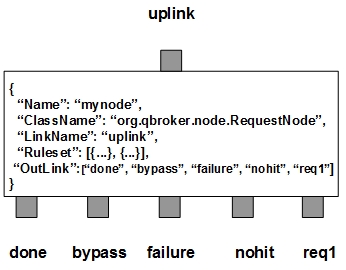 uplink
{
“Name”: “mynode”,
“ClassName”: “org.qbroker.node.RequestNode”,
“LinkName”: “uplink”,
“Ruleset”: [{...}, {...}],
“OutLink”:[“done”, “bypass”, “failure”, “nohit”, “req1”]
}
done bypass failure nohit req1